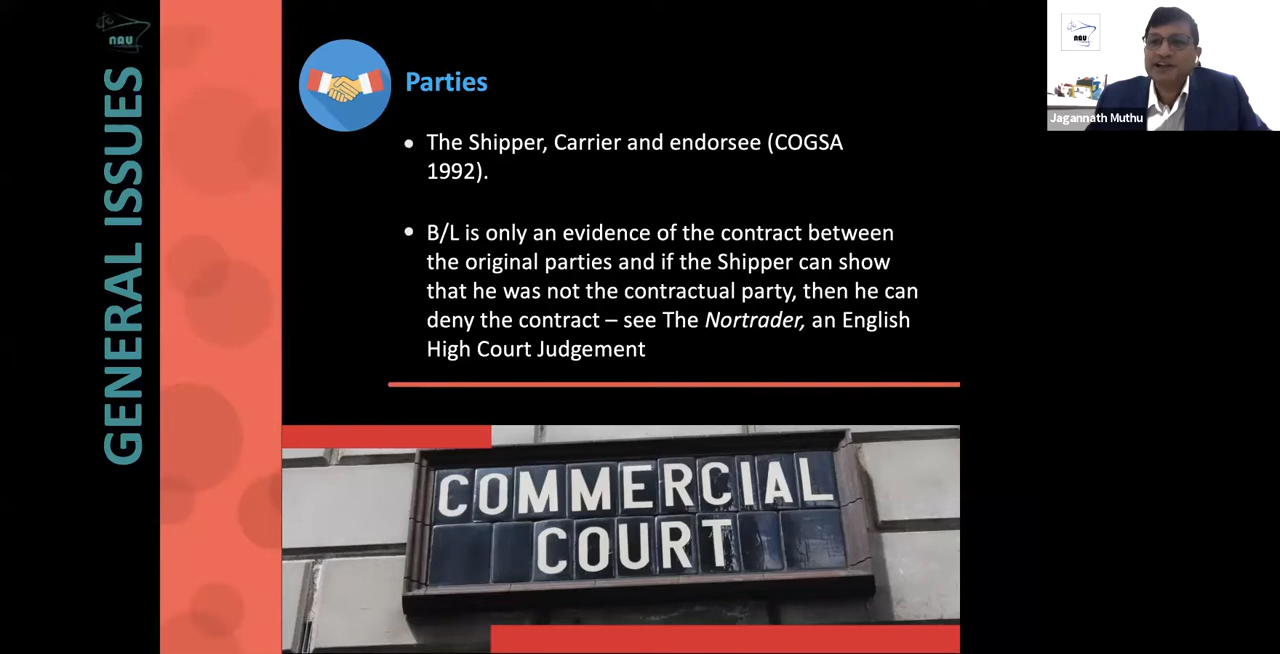 nau
GENERAL ISSUES
Parties
• The Shipper, Carrier and endorsee (COGSA
1992).
• B/L is only an evidence of the contract between
the original parties and if the Shipper can show
that he was not the contractual party, then he can
deny the contract – see The Nortrader, an English
High Court Judgement
COMMERCIAL
COURT
nau
Jagannath Muthu